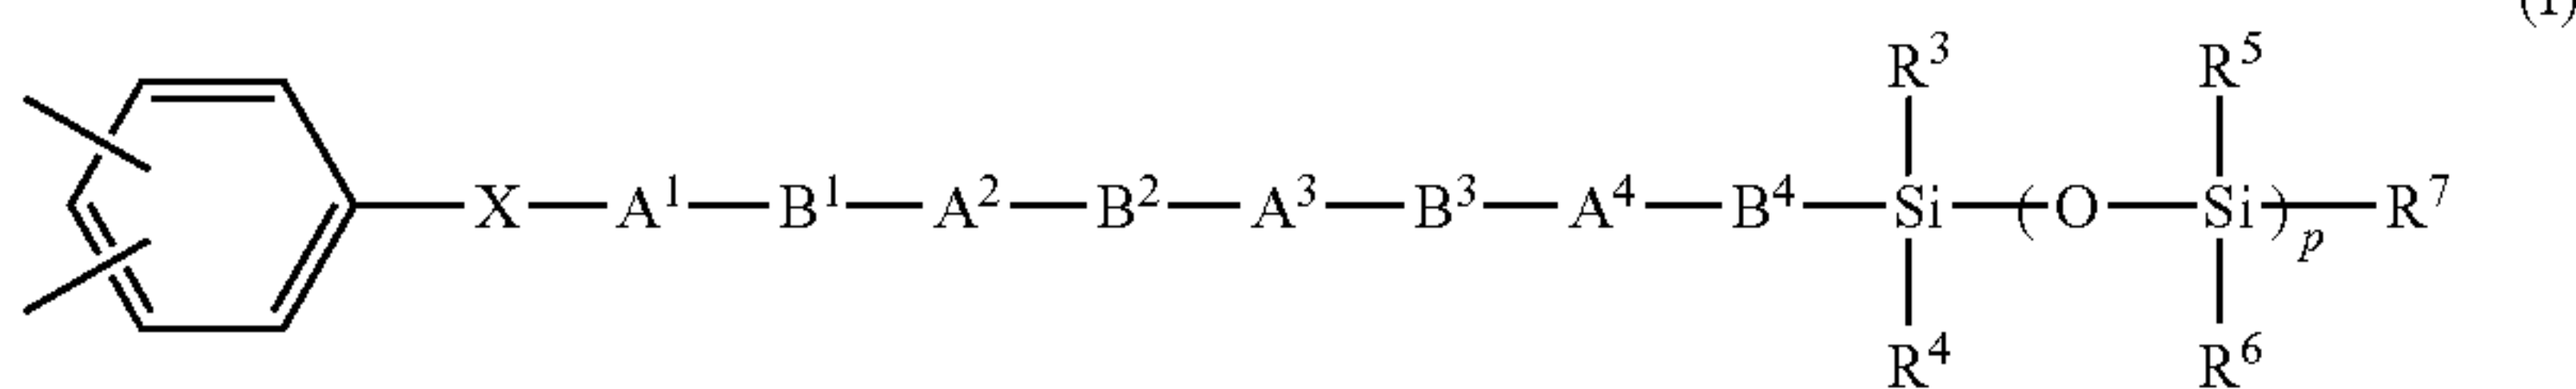 (1)
R³ R⁵
X—A¹—B¹—A²—B²—A³—B³—A⁴—B⁴—Si—(O—Si)ₚ—R⁷
R⁴ R⁶